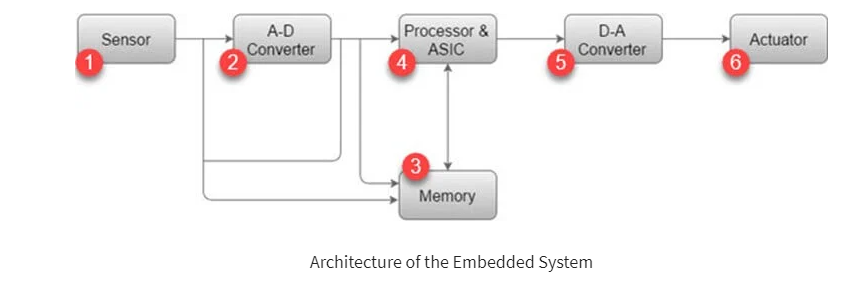 Sensor
1
A-D
Converter
2
Processor &
ASIC
4
D-A
Converter
5
Actuator
6
3
Memory
Architecture of the Embedded System